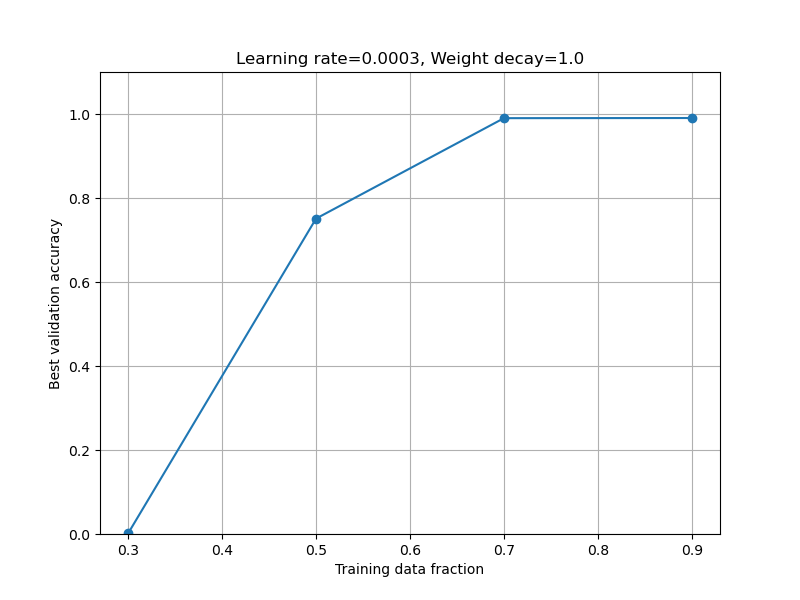 Learning rate=0.0003, Weight decay=1.0
Best validation accuracy
1.0
0.8
0.6
0.4
0.2
0.0
0.3 0.4 0.5 0.6 0.7 0.8 0.9
Training data fraction